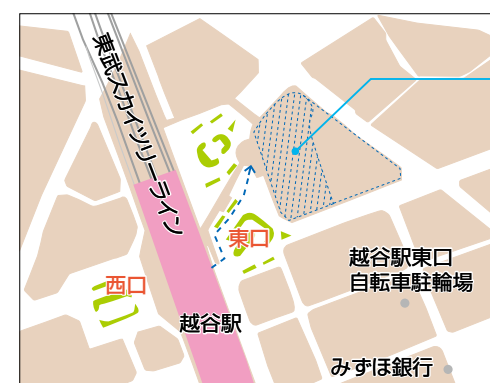 東武スカイツリーライン
東口
西口
越谷駅東口
自転車駐輪場
越谷駅
みずほ銀行